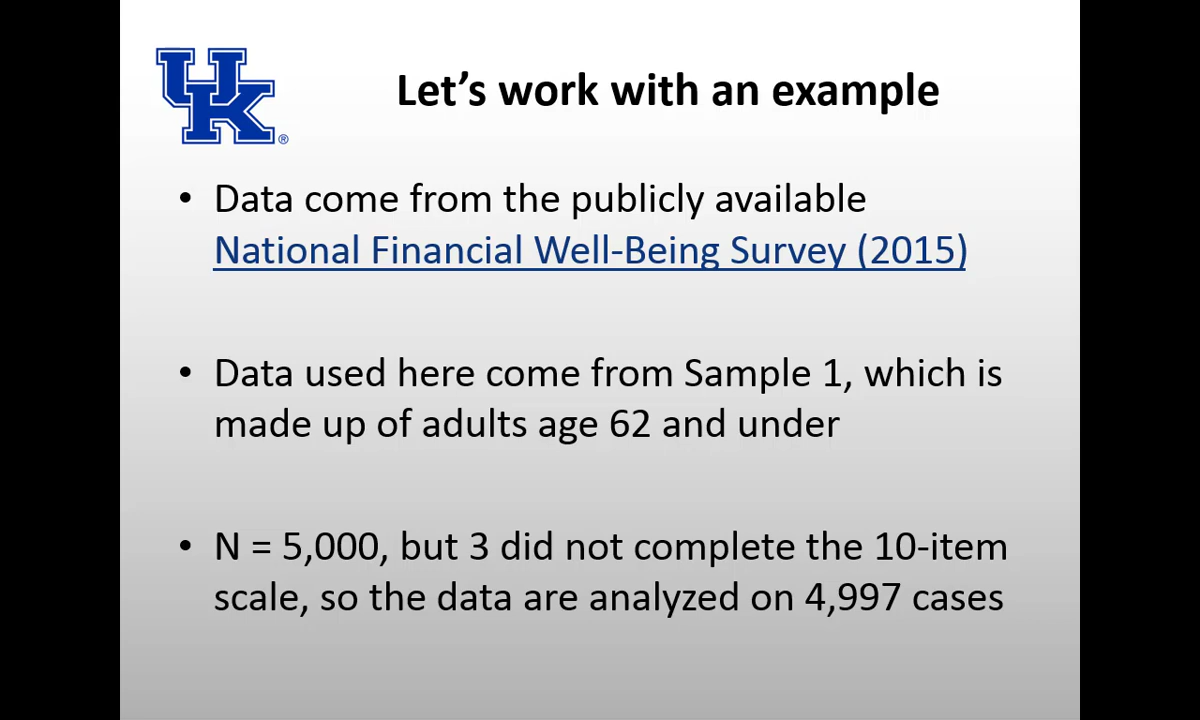 UK®
Let's work with an example
• Data come from the publicly available
National Financial Well-Being Survey (2015)
• Data used here come from Sample 1, which is
made up of adults age 62 and under
• N = 5,000, but 3 did not complete the 10-item
scale, so the data are analyzed on 4,997 cases